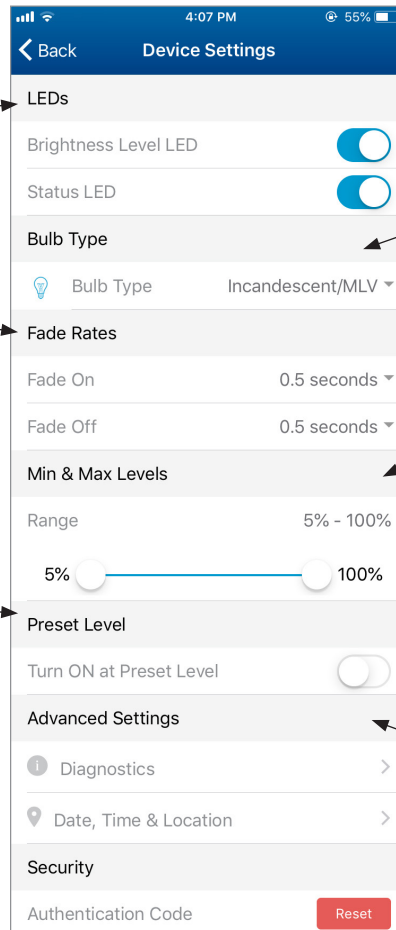 4:07 PM
55%
Back
Device Settings
LEDs
Brightness Level LED
Status LED
Bulb Type
Bulb Type Incandescent/MLV
Fade Rates
Fade On 0.5 seconds
Fade Off 0.5 seconds
Min & Max Levels
Range 5% - 100%
5% 100%
Preset Level
Turn ON at Preset Level
Advanced Settings
Diagnostics
Date, Time & Location
Security
Authentication Code Reset